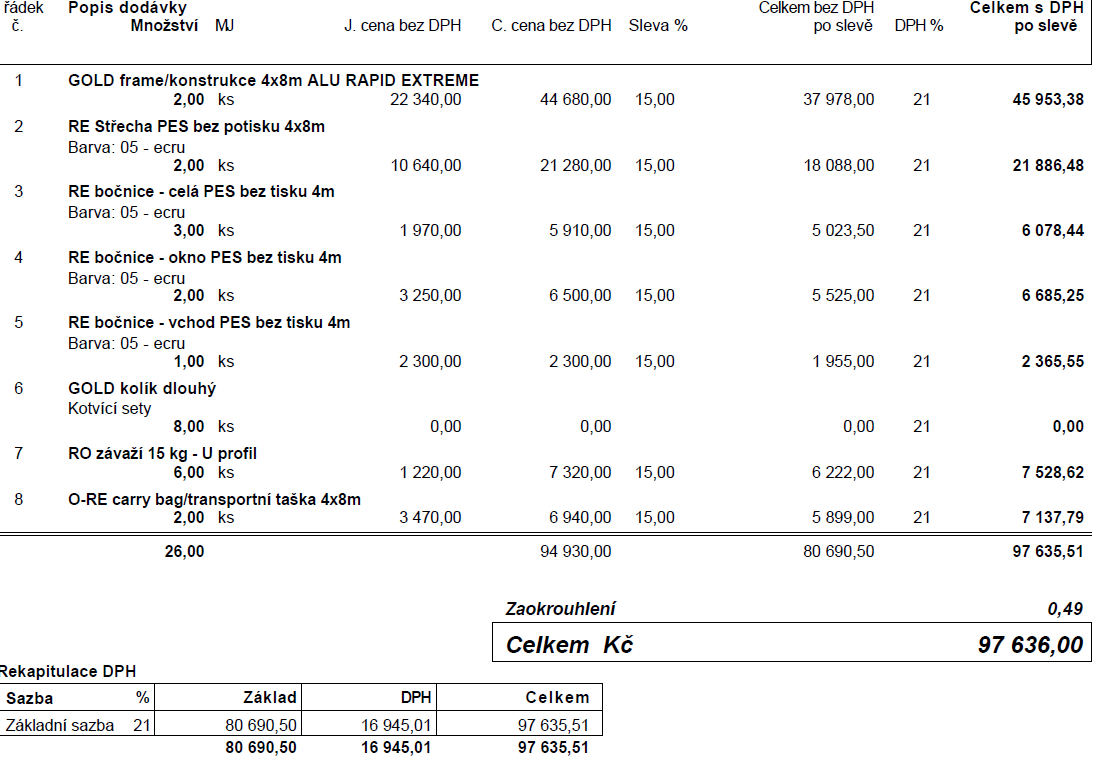 řádek Popis dodávky Celkem bez DPH Celkem s DPH
č. Množství MJ J. cena bez DPH C. cena bez DPH Sleva % po slevě DPH % po slevě
1 GOLD frame/konstrukce 4x8m ALU RAPID EXTREME
2,00 ks 22 340,00 44 680,00 15,00 37 978,00 21 45 953,38
2 RE Střecha PES bez potisku 4x8m
Barva: 05 - ecru
2,00 ks 10 640,00 21 280,00 15,00 18 088,00 21 21 886,48
3 RE bočnice - celá PES bez tisku 4m
Barva: 05 - ecru
3,00 ks 1 970,00 5 910,00 15,00 5 023,50 21 6 078,44
4 RE bočnice - okno PES bez tisku 4m
Barva: 05 - ecru
2,00 ks 3 250,00 6 500,00 15,00 5 525,00 21 6 685,25
5 RE bočnice - vchod PES bez tisku 4m
Barva: 05 - ecru
1,00 ks 2 300,00 2 300,00 15,00 1 955,00 21 2 365,55
6 GOLD kolík dlouhý
Kotvící sety
8,00 ks 0,00 0,00 0,00 21 0,00
7 RO závaží 15 kg - U profil
6,00 ks 1 220,00 7 320,00 15,00 6 222,00 21 7 528,62
8 O-RE carry bag/transportní taška 4x8m
2,00 ks 3 470,00 6 940,00 15,00 5 899,00 21 7 137,79
26,00 94 930,00 80 690,50 97 635,51
Zaokrouhlení 0,49
Celkem Kč 97 636,00
Rekapitulace DPH
Sazba % Základ DPH Celkem
Základní sazba 21 80 690,50 16 945,01 97 635,51
80 690,50 16 945,01 97 635,51